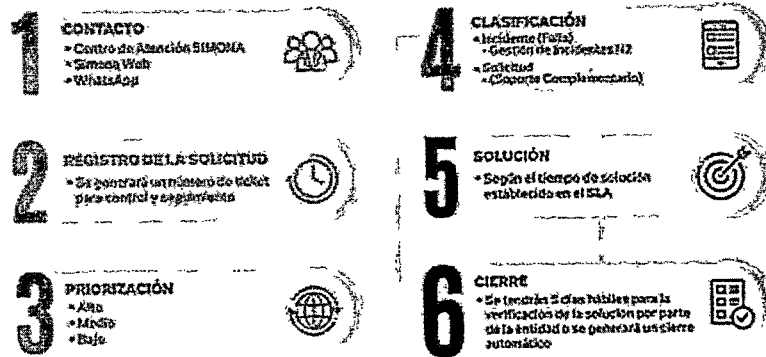 1
CONTACTO
• Centro de Atención SIMONA
• Simona Web
• WhatsApp
2
REGISTRO DE LA SOLICITUD
• Se generará un número de ticket
para control y seguimiento
3
PRIORIZACIÓN
• Alto
• Medio
• Bajo
4
CLASIFICACIÓN
• Incidente (Falla)
- Gestión de Incidentes N2
• Solicitud
- (Soporte Complementario)
5
SOLUCIÓN
• Según el tiempo de solución
establecido en el SLA
6
CIERRE
• Se tendrán 5 días hábiles para la
verificación de la solución por parte
de la entidad o se generará un cierre
automático